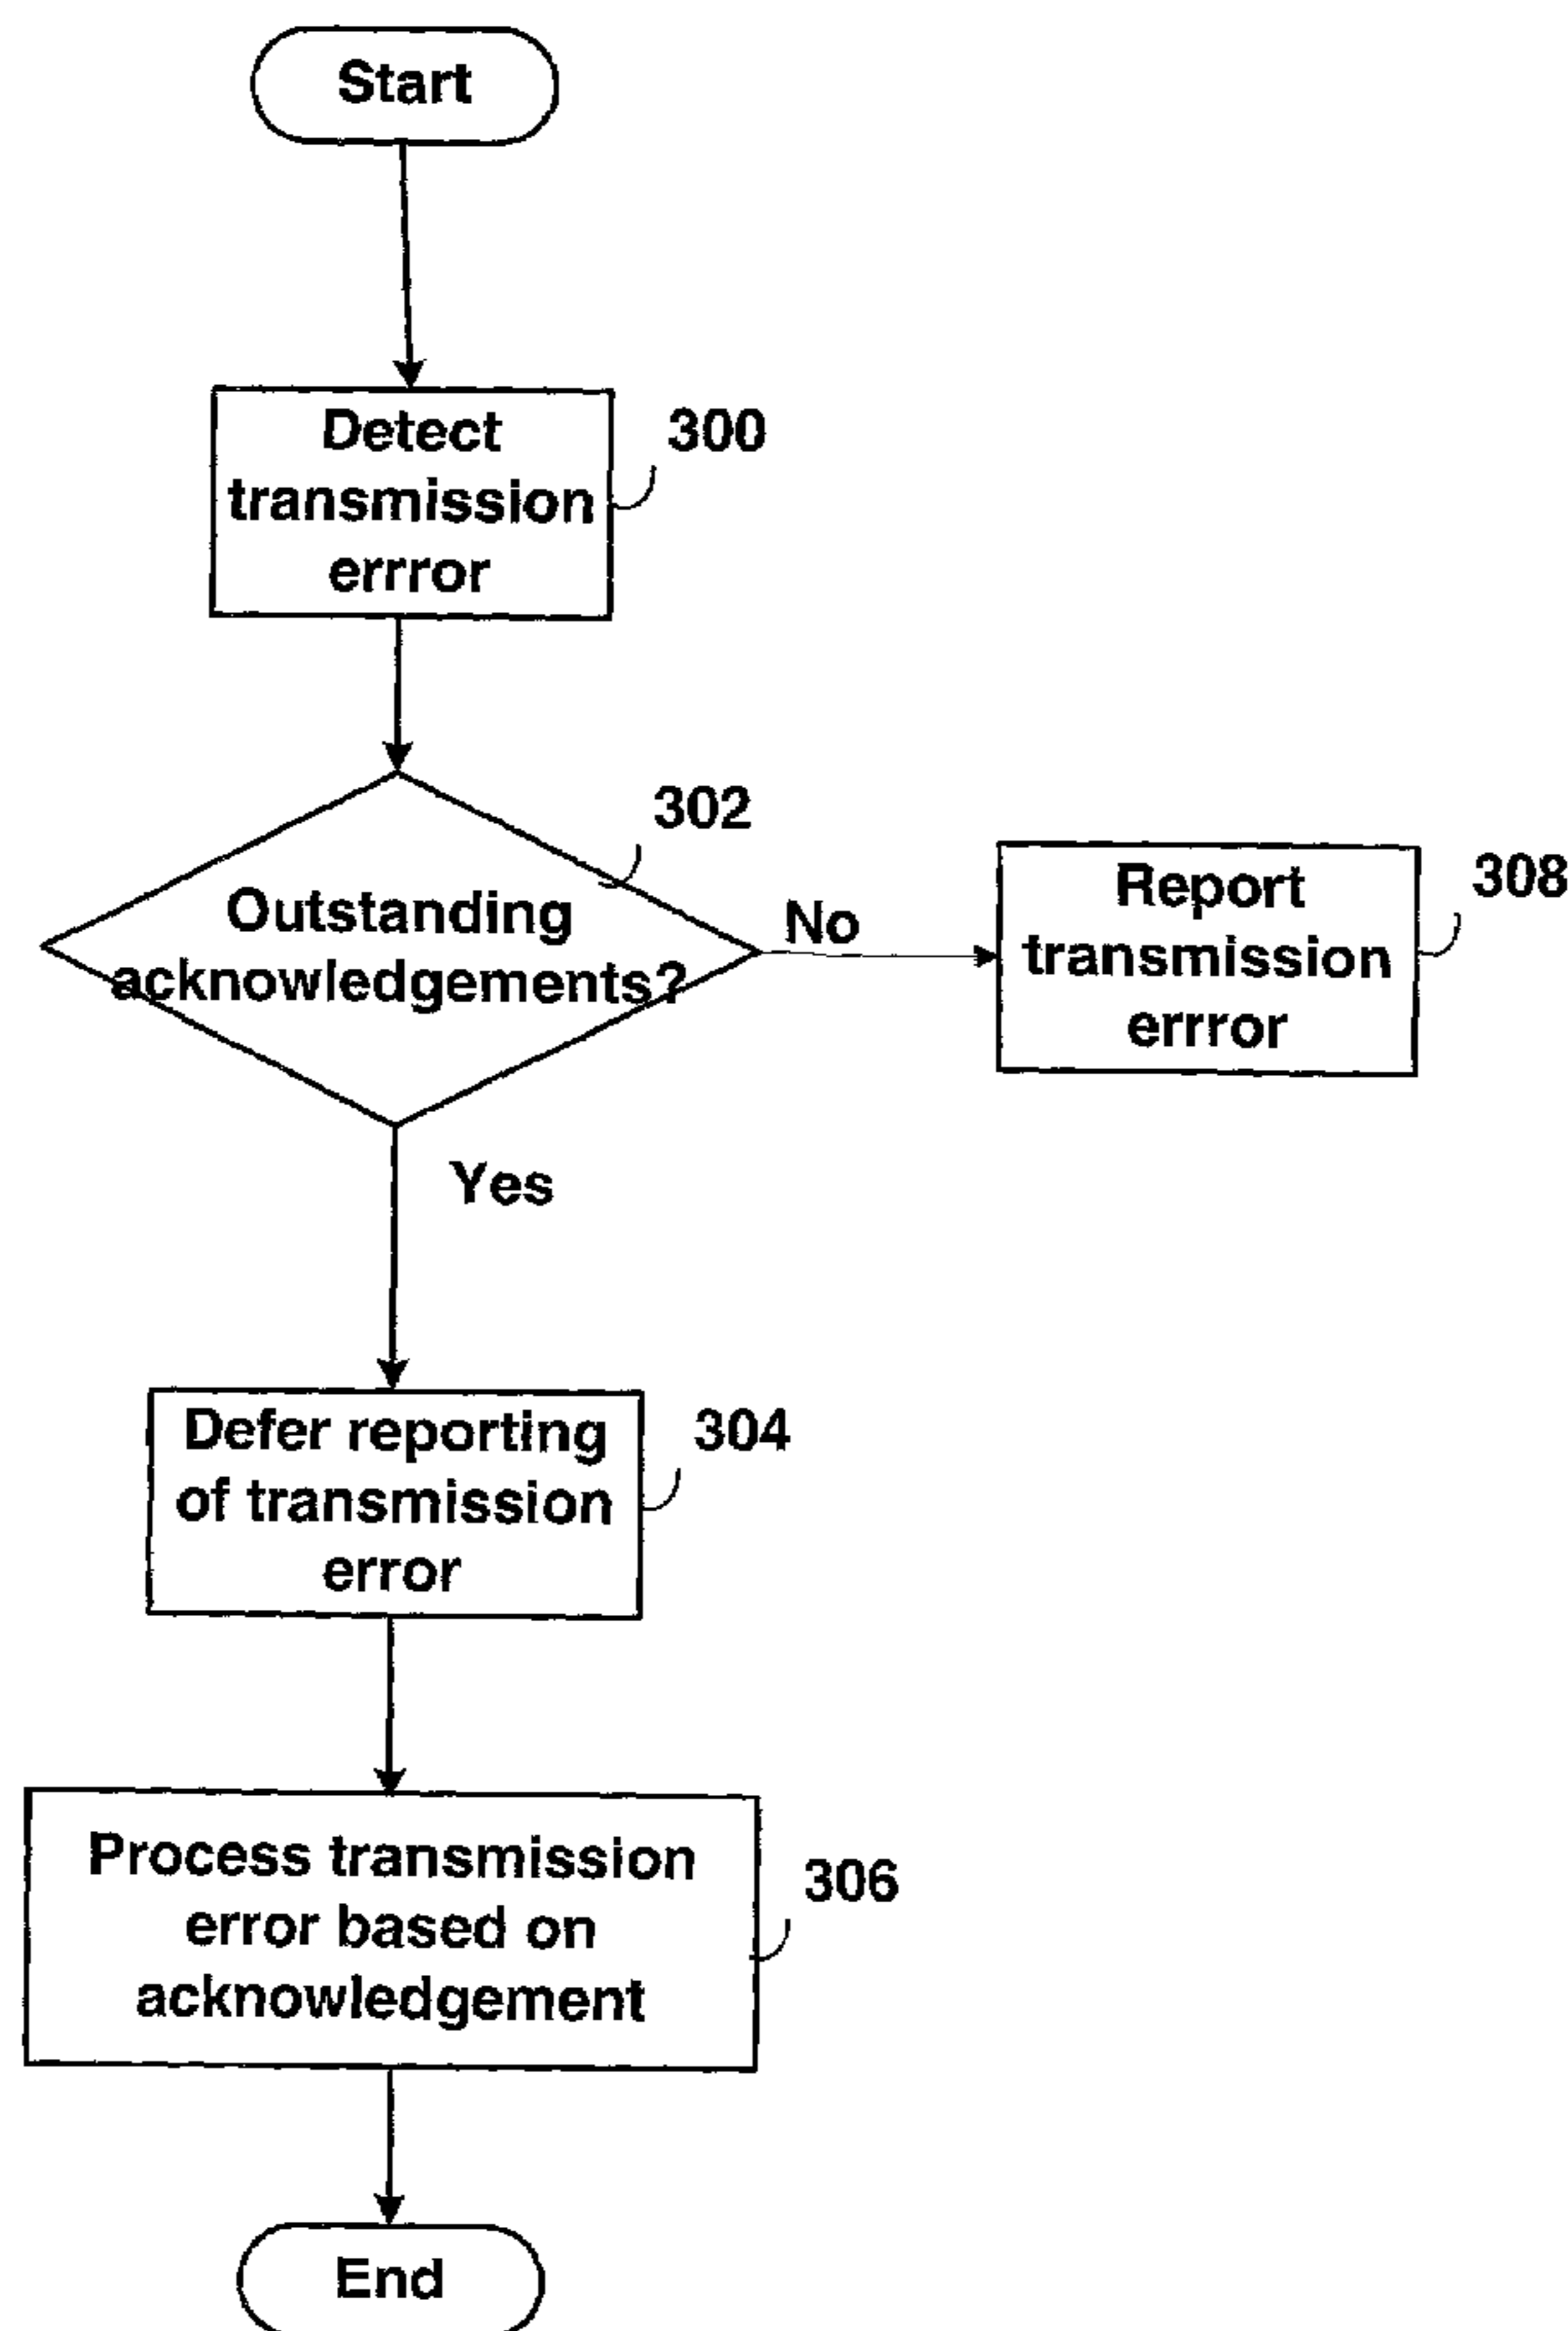 Start
Detect
transmission
errror
300
302
Outstanding
acknowledgements?
No
Report
transmission
errror
308
Yes
Defer reporting
of transmission
error
304
Process transmission
error based on
acknowledgement
306
End